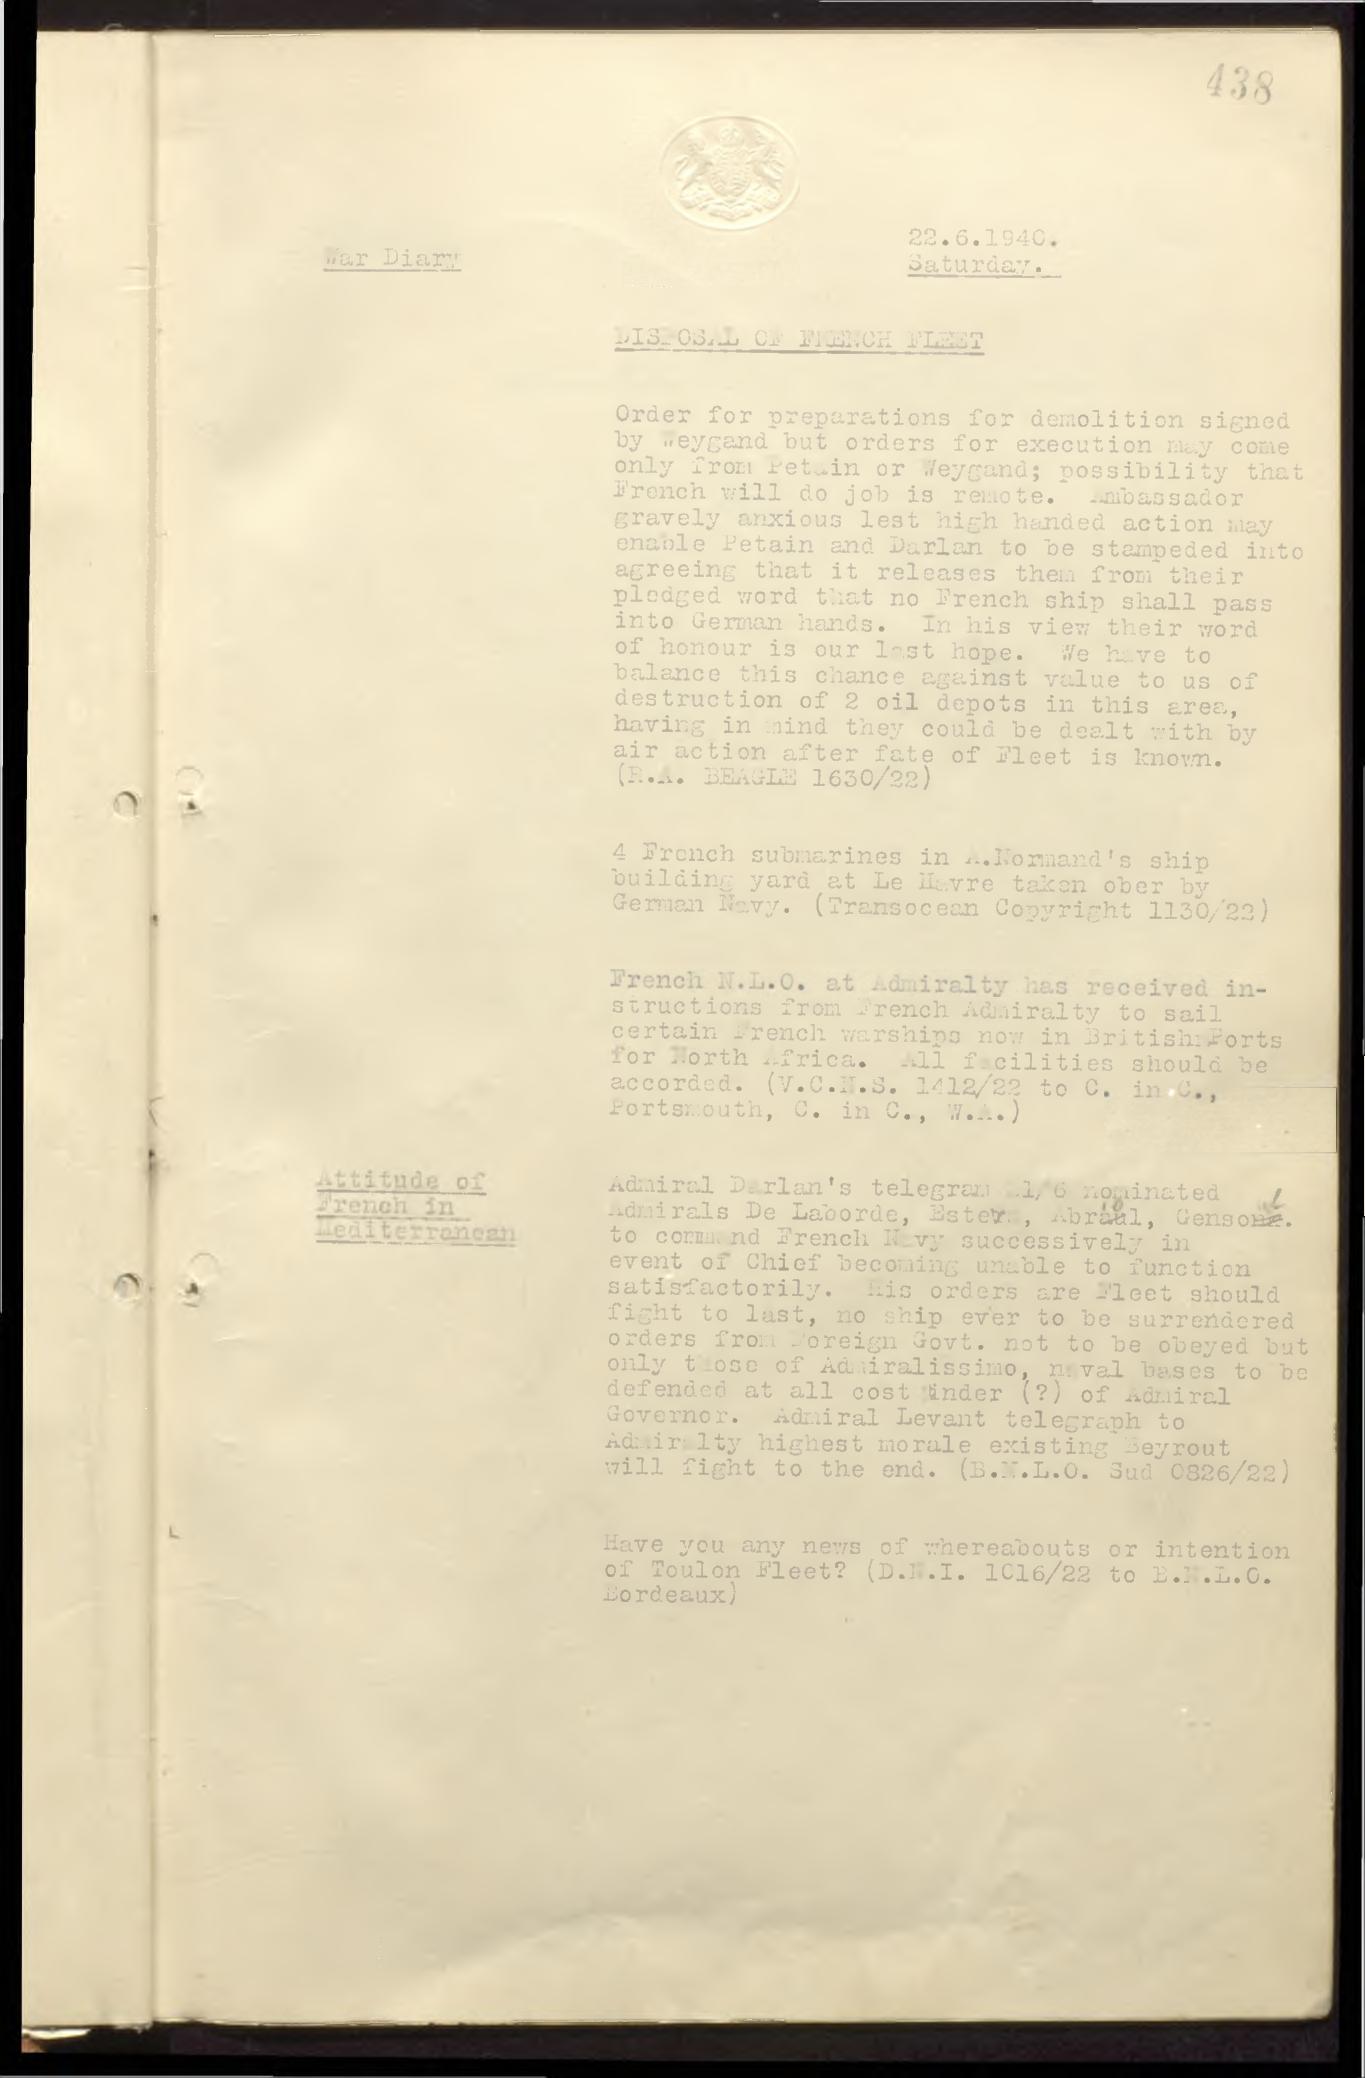 438
War Diary
22.6.1940.
Saturday.
DISPOSAL OF FRENCH FLEET
Order for preparations for demolition signed
by Weygand but orders for execution may come
only from Petain or Weygand; possibility that
French will do job is remote. Ambassador
gravely anxious lest high handed action may
enable Petain and Darlan to be stampeded into
agreeing that it releases them from their
pledged word that no French ship shall pass
into German hands. In his view their word
of honour is our last hope. We have to
balance this chance against value to us of
destruction of 2 oil depots in this area,
having in mind they could be dealt with by
air action after fate of Fleet is known.
(R.A. BEAGLE 1630/22)
4 French submarines in A.Normand's ship
building yard at Le Havre taken ober by
German Navy. (Transocean Copyright 1130/22)
French N.L.O. at Admiralty has received in-
structions from French Admiralty to sail
certain French warships now in British Ports
for North Africa. All facilities should be
accorded. (V.C.N.S. 1412/22 to C. in C.,
Portsmouth, C. in C., W.A.)
Attitude of
French in
Mediterranean
Admiral Darlan's telegram 21/6 nominated
Admirals De Laborde, Esteva, Abrial, Gensoul.
to command French Navy successively in
event of Chief becoming unable to function
satisfactorily. His orders are Fleet should
fight to last, no ship ever to be surrendered
orders from Foreign Govt. not to be obeyed but
only those of Admiralissimo, naval bases to be
defended at all cost under (?) of Admiral
Governor. Admiral Levant telegraph to
Admiralty highest morale existing Beyrout
will fight to the end. (B.N.L.O. Sud 0826/22)
Have you any news of whereabouts or intention
of Toulon Fleet? (D.N.I. 1016/22 to B.N.L.O.
Bordeaux)